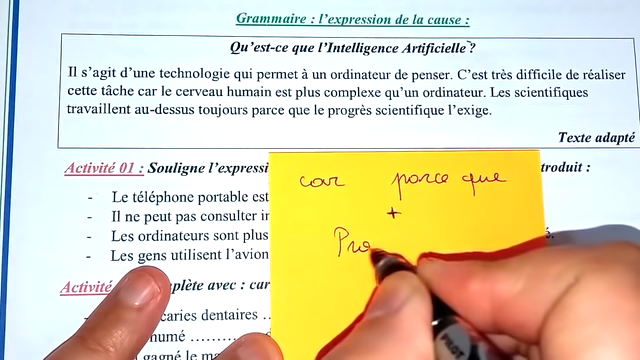 Grammaire : l'expression de la cause :
Qu'est-ce que l'Intelligence Artificielle ?
Il s'agit d'une technologie qui permet à un ordinateur de penser. C'est très difficile de réaliser
cette tâche car le cerveau humain est plus complexe qu'un ordinateur. Les scientifiques
travaillent au-dessus toujours parce que le progrès scientifique l'exige.
Texte adapté
Activité 01 : Souligne l'expressi troduit :
car parce que
- Le téléphone portable est
- Il ne peut pas consulter
+
- Les ordinateurs sont plus
Pro
- Les gens utilisent l'avion
Activité plète avec : car
caries dentaires ..
numé ..........
gagné le